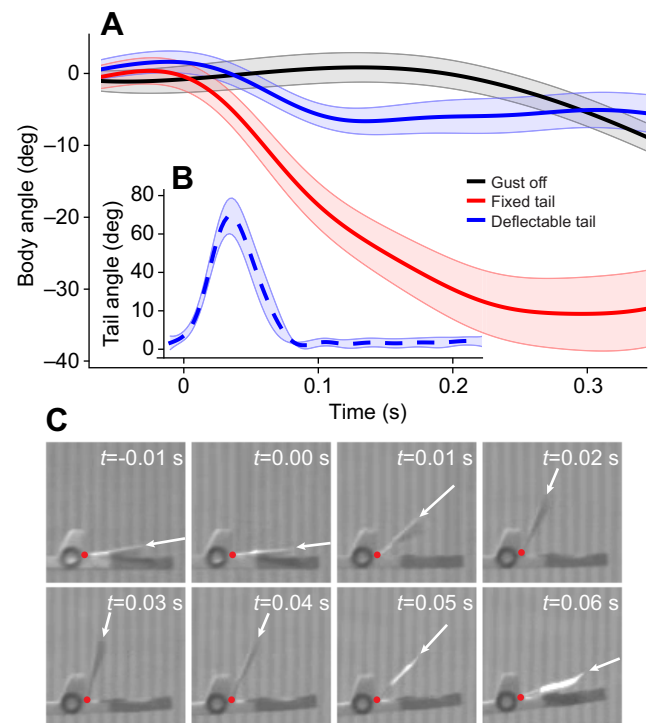 A
0
–10
–20
–30
–40
Body angle (deg)
Gust off
Fixed tail
Deflectable tail
B
80
60
40
10
0
Tail angle (deg)
0
0.1
0.2
0.3
Time (s)
C
t=-0.01 s
t=0.00 s
t=0.01 s
t=0.02 s
t=0.03 s
t=0.04 s
t=0.05 s
t=0.06 s